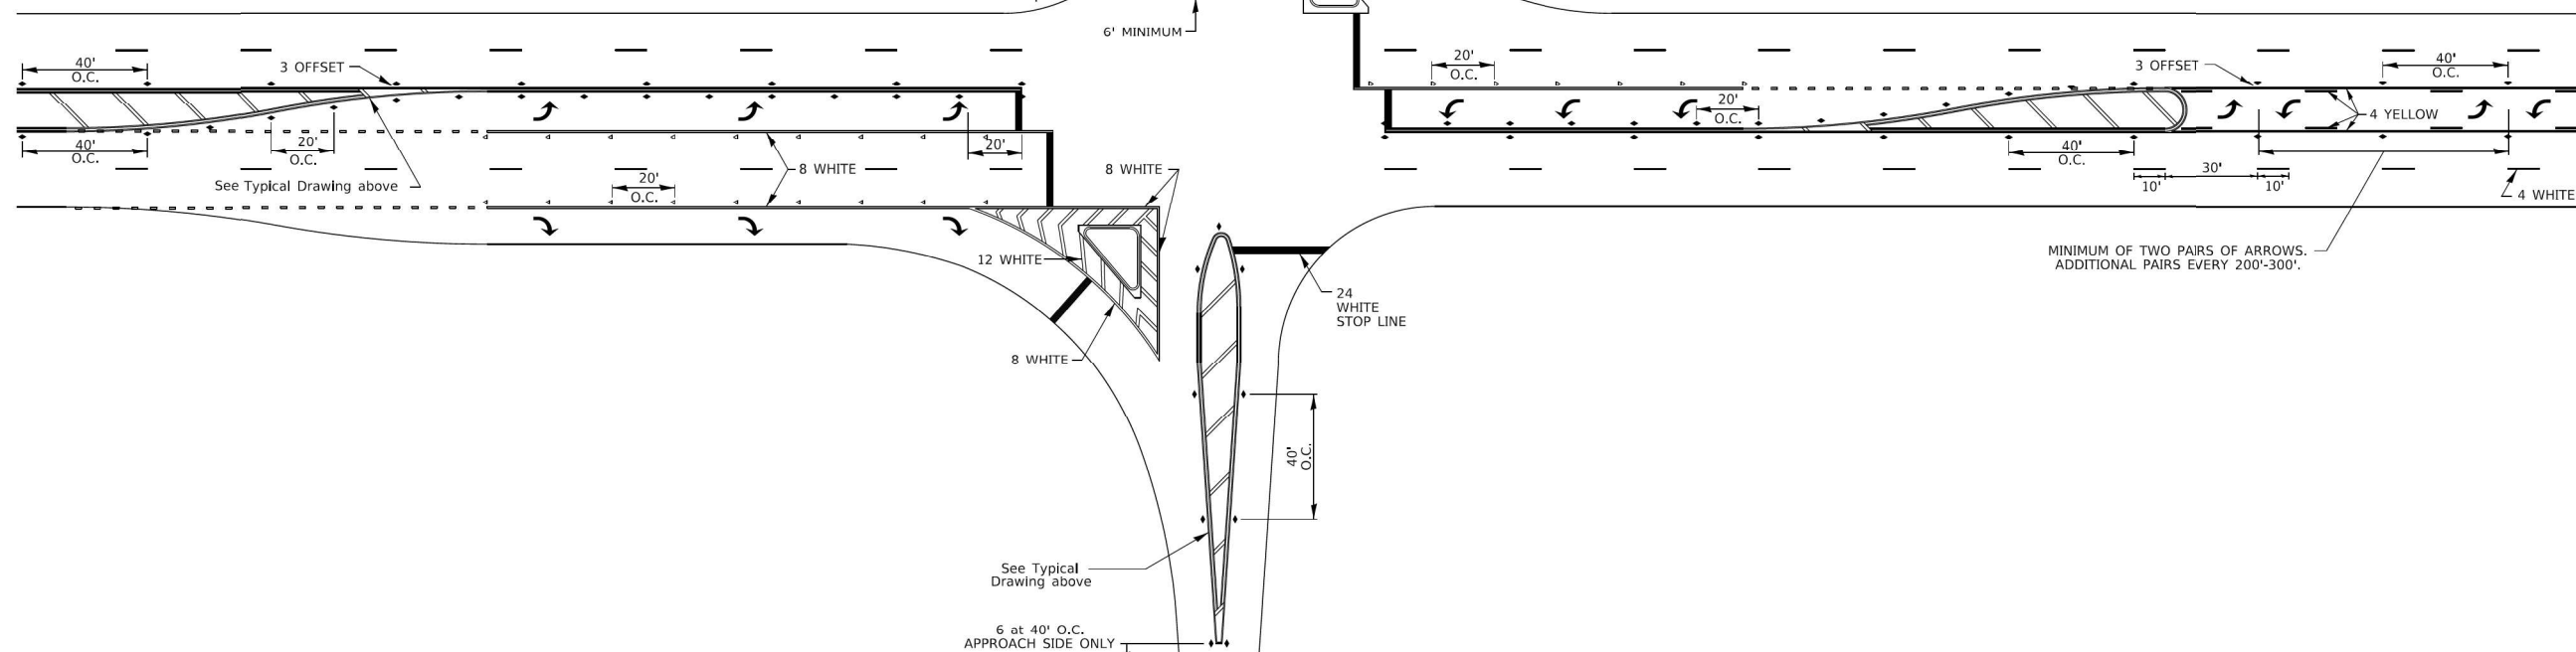 6' MINIMUM
40'
O.C.
3 OFFSET
20'
O.C.
3 OFFSET
40'
O.C.
20'
O.C.
4 YELLOW
40'
O.C.
20'
O.C.
20'
40'
O.C.
See Typical Drawing above
20'
O.C.
8 WHITE
8 WHITE
30'
10'
10'
4 WHITE
12 WHITE
MINIMUM OF TWO PAIRS OF ARROWS.
ADDITIONAL PAIRS EVERY 200'-300'.
24
WHITE
STOP LINE
8 WHITE
40'
O.C.
See Typical
Drawing above
6 at 40' O.C.
APPROACH SIDE ONLY